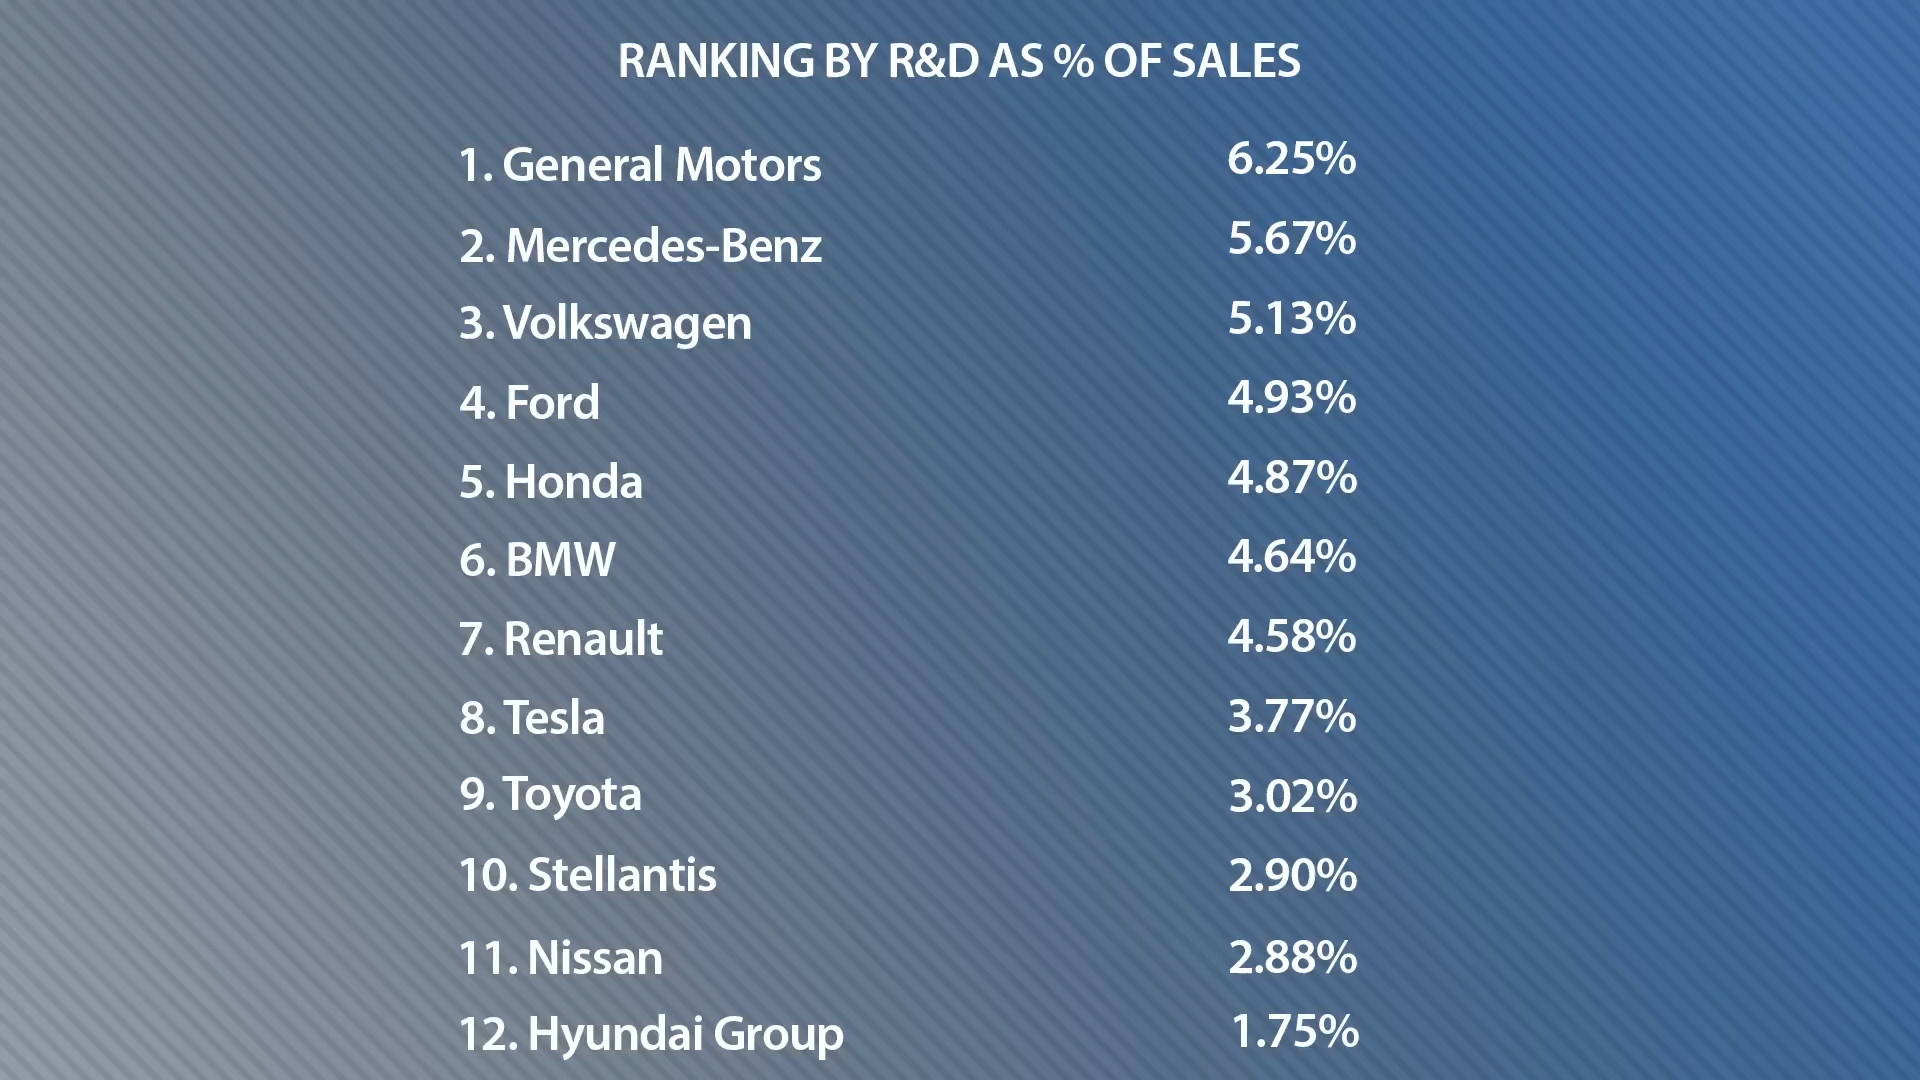 RANKING BY R&D AS % OF SALES
1. General Motors 6.25%
2. Mercedes-Benz 5.67%
3. Volkswagen 5.13%
4. Ford 4.93%
5. Honda 4.87%
6. BMW 4.64%
7. Renault 4.58%
8. Tesla 3.77%
9. Toyota 3.02%
10. Stellantis 2.90%
11. Nissan 2.88%
12. Hyundai Group 1.75%